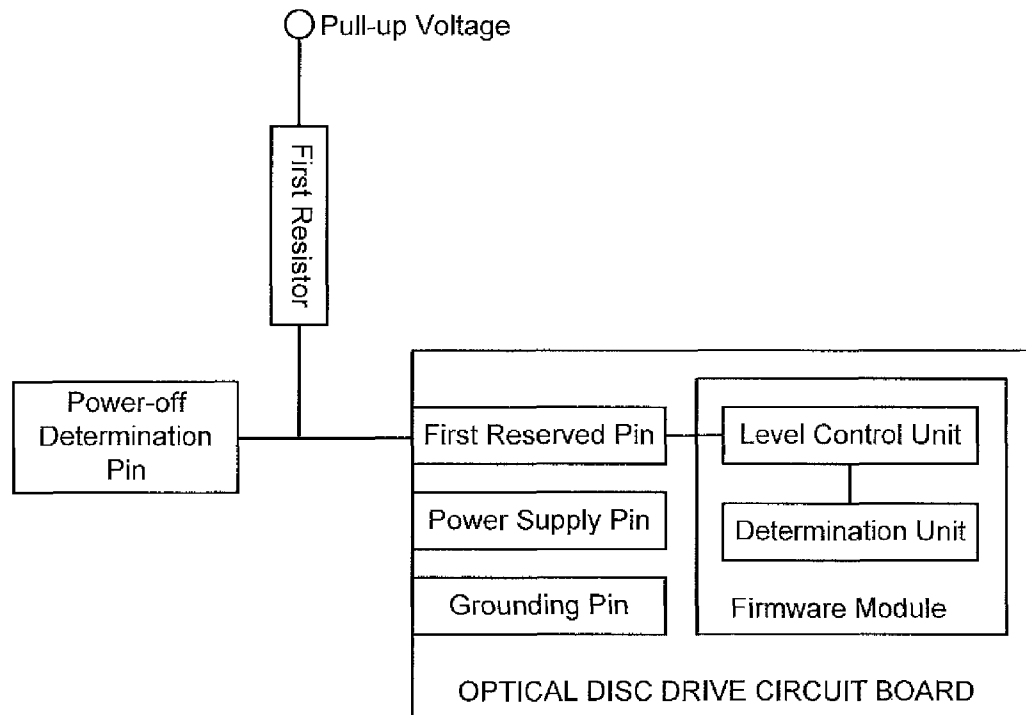 Pull-up Voltage
First Resistor
Power-off
Determination
Pin
First Reserved Pin
Level Control Unit
Power Supply Pin
Determination Unit
Grounding Pin
Firmware Module
OPTICAL DISC DRIVE CIRCUIT BOARD